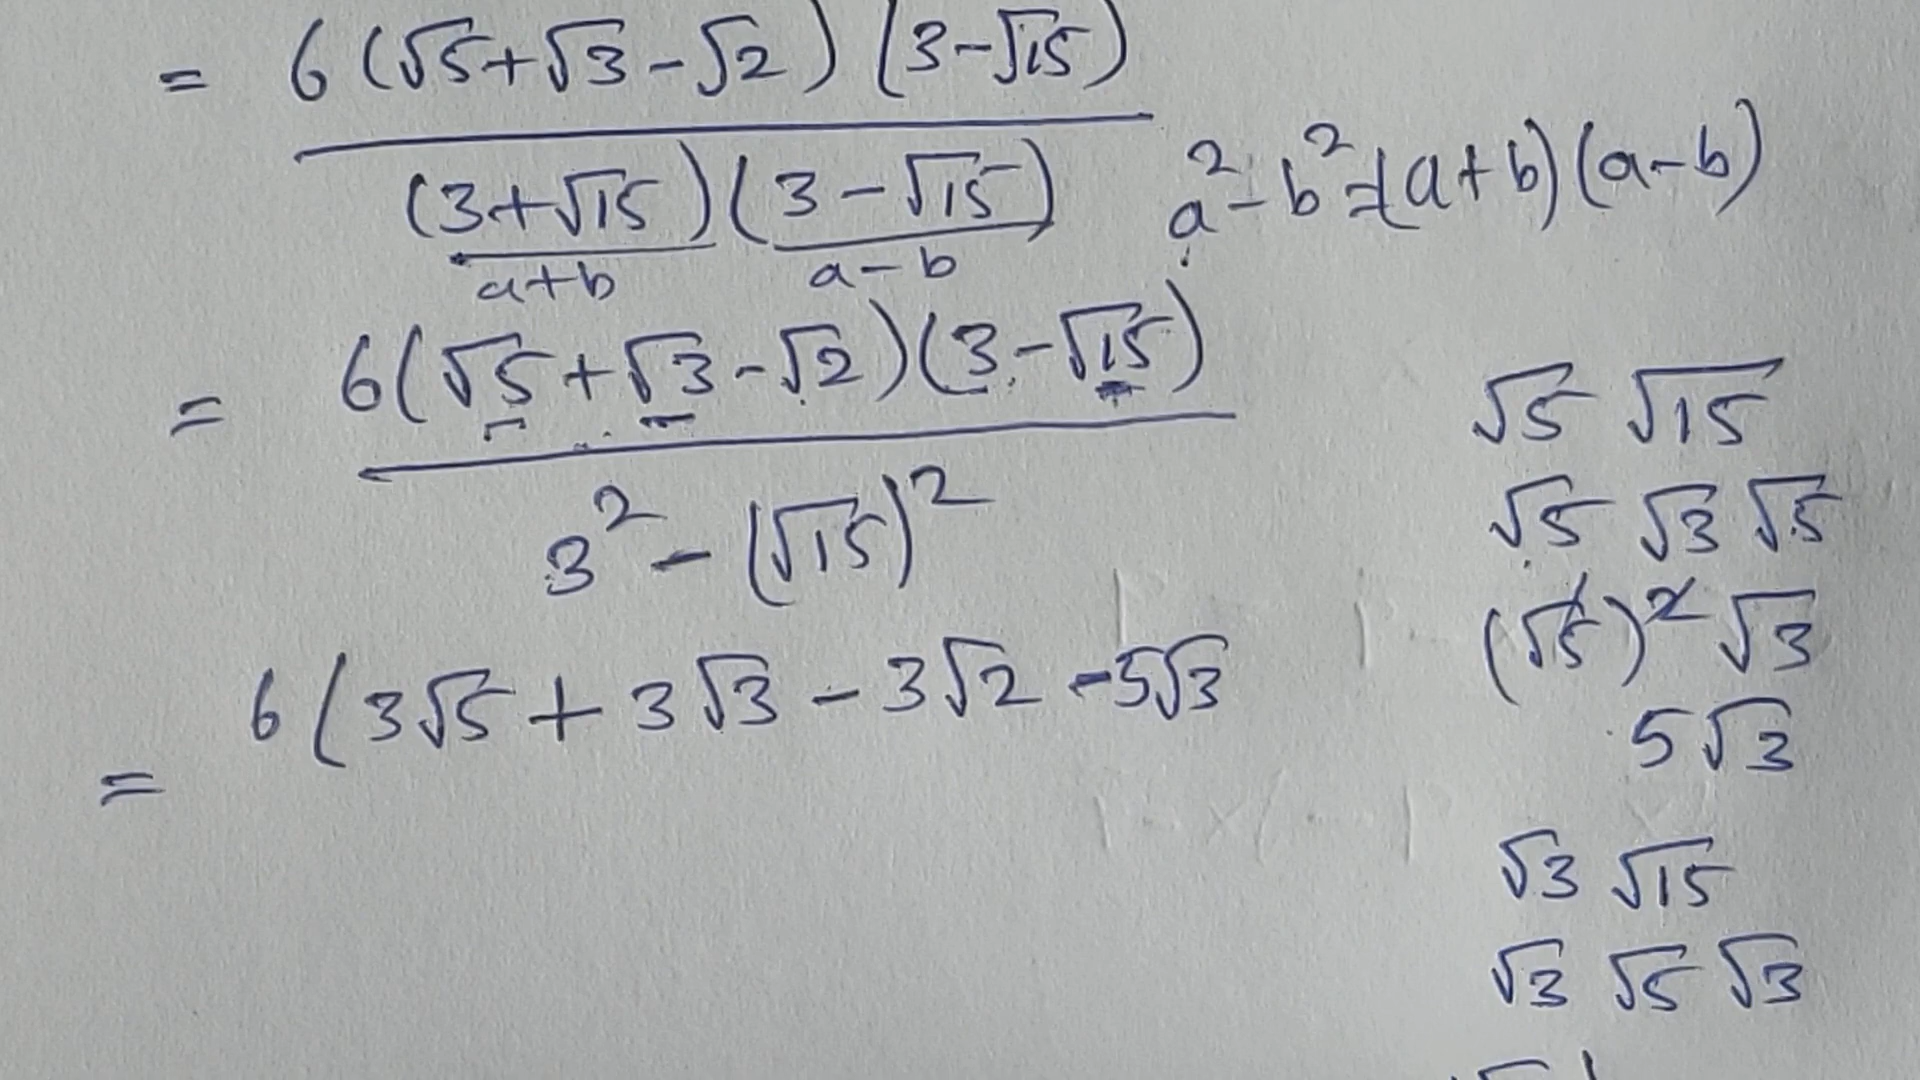 = 6(√5+√3-√2)(3-√15)
(3+√15)(3-√15)
a+b a-b
a²-b²=(a+b)(a-b)
= 6(√5+√3-√2)(3-√15)
3²-(√15)²
= 6(3√5+3√3-3√2-5√3
√5 √15
√5 √3 √5
(√5)² √3
5√3
√3 √15
√3 √5 √3